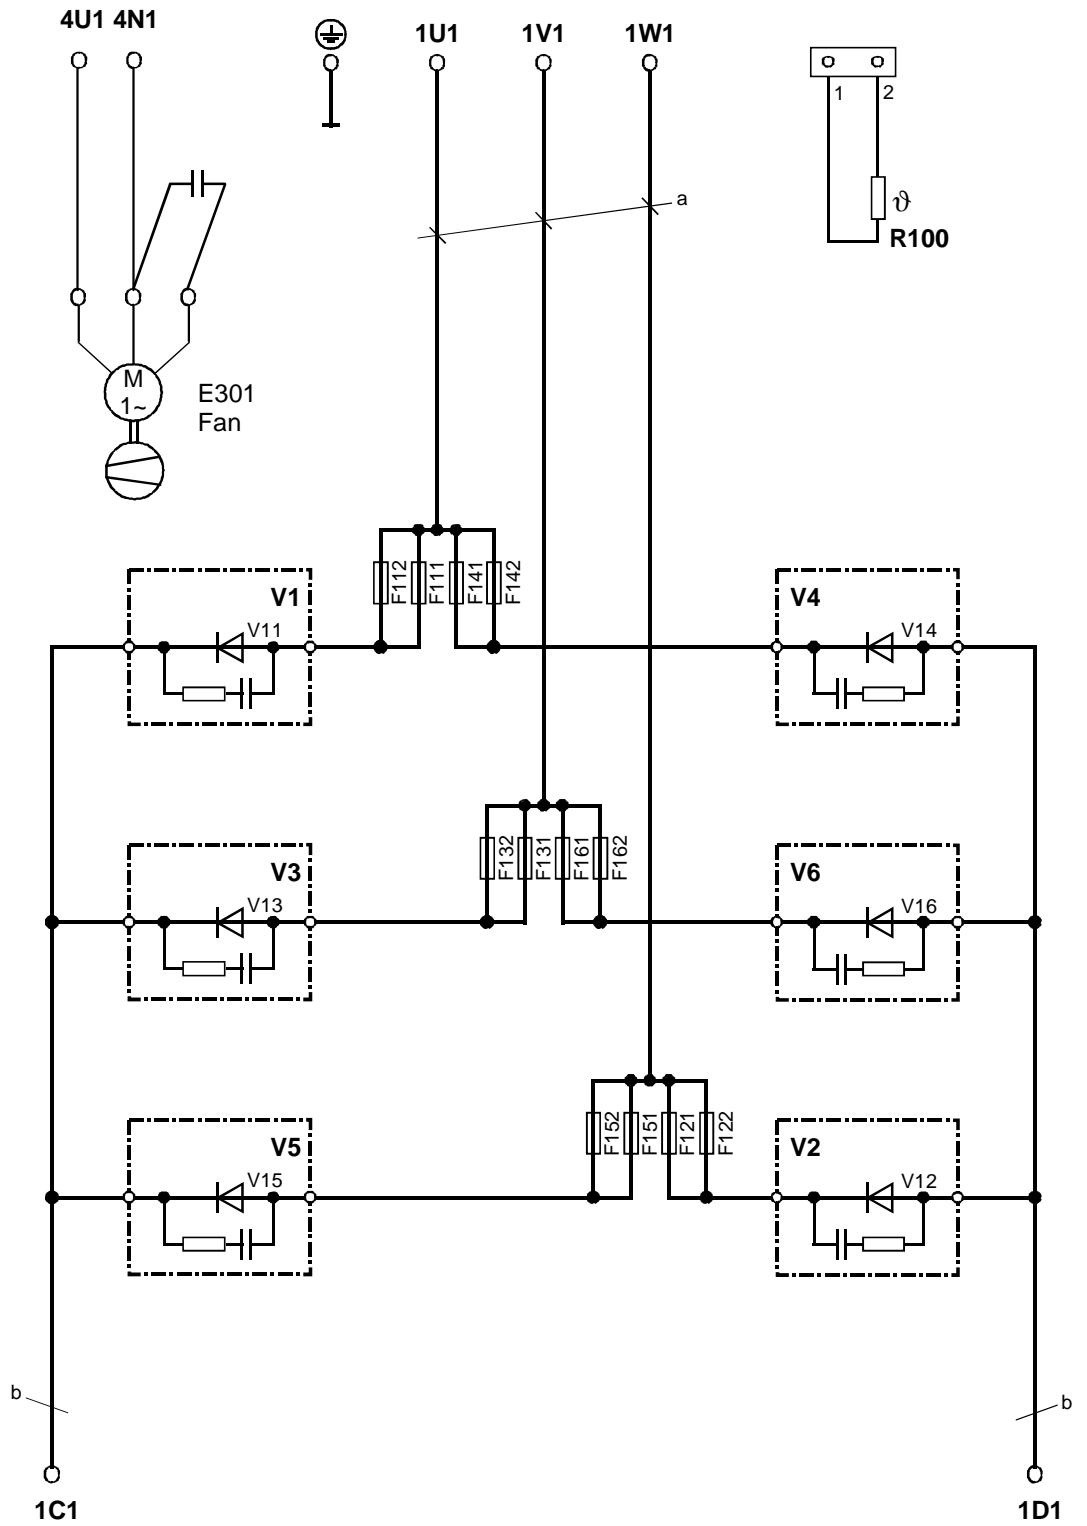 4U1 4N1
1U1
1V1
1W1
1
2
a
ϑ
R100
M
1~
E301
Fan
F112
F111
F141
F142
V1
V11
V4
V14
F132
F131
F161
F162
V3
V13
V6
V16
F152
F151
F121
F122
V5
V15
V2
V12
b
b
1C1
1D1